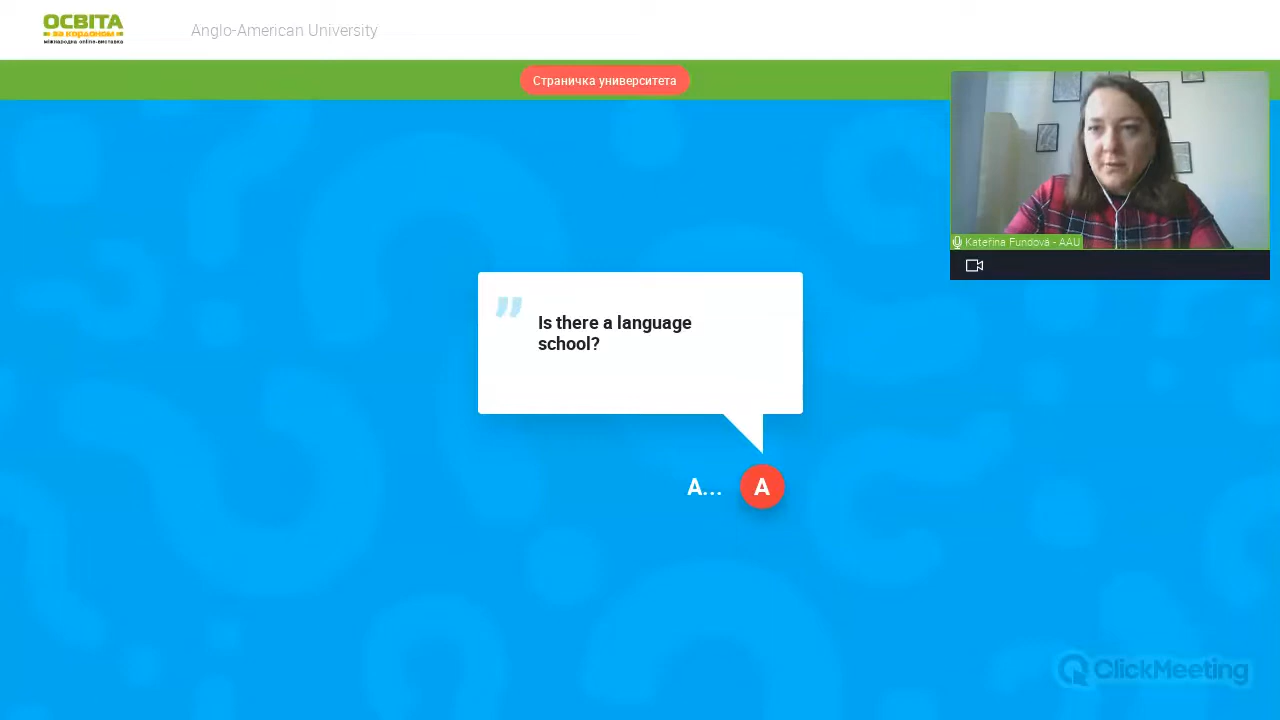 ОСВІТА
за кордоном
міжнародна online-виставка
Anglo-American University
Страничка университета
Kateřina Fundová - AAU
"
Is there a language
school?
A...
A
ClickMeeting